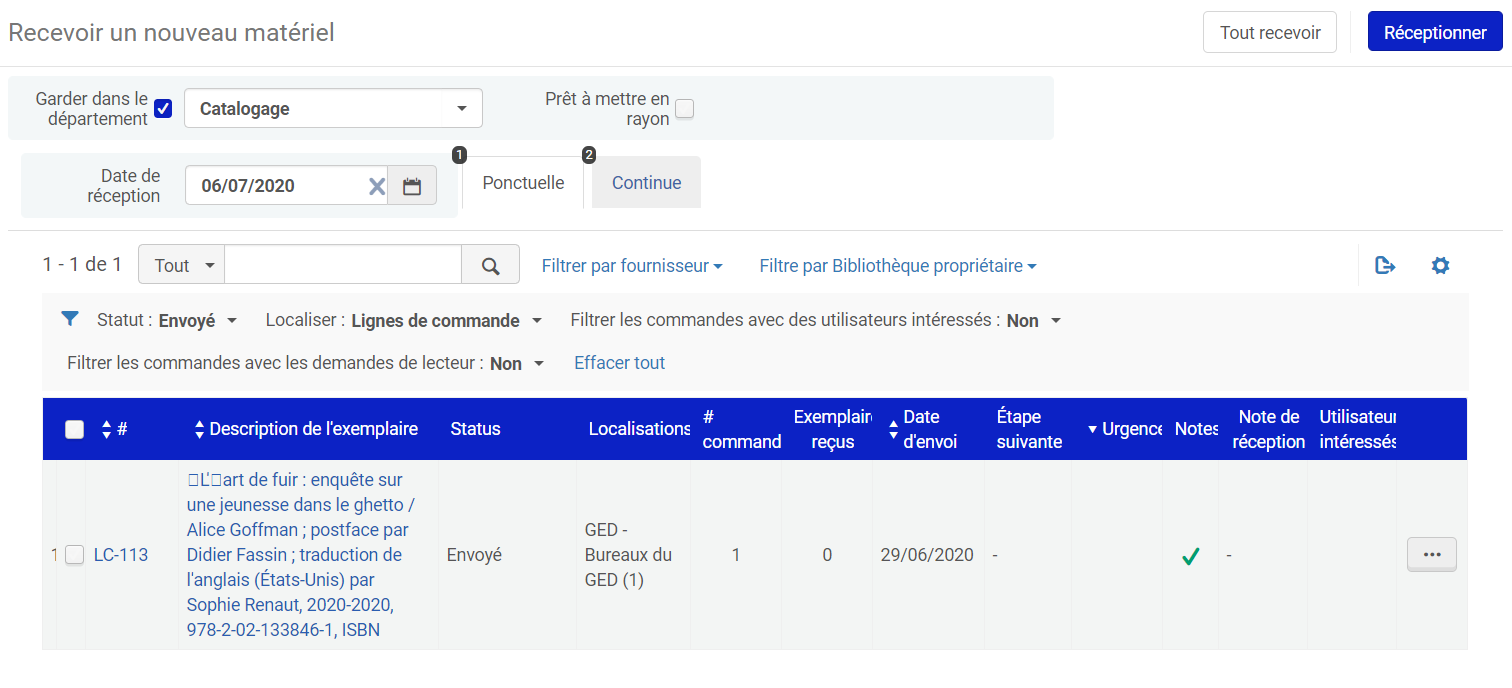 Recevoir un nouveau matériel
Tout recevoir
Réceptionner
Garder dans le
département
Catalogage
Prêt à mettre en
rayon
Date de
réception
06/07/2020
1
Ponctuelle
2
Continue
1 - 1 de 1
Tout
Filtrer par fournisseur
Filtre par Bibliothèque propriétaire
Statut : Envoyé
Localiser : Lignes de commande
Filtrer les commandes avec des utilisateurs intéressés : Non
Filtrer les commandes avec les demandes de lecteur : Non
Effacer tout
#
Description de l'exemplaire
Status
Localisations
#
command
Exemplair
reçus
Date
d'envoi
Étape
suivante
Urgence
Notes
Note de
réception
Utilisateur
intéressés
1
LC-113
L'art de fuir : enquête sur
une jeunesse dans le ghetto /
Alice Goffman ; postface par
Didier Fassin ; traduction de
l'anglais (États-Unis) par
Sophie Renaut, 2020-2020,
978-2-02-133846-1, ISBN
Envoyé
GED -
Bureaux du
GED (1)
1
0
29/06/2020
-
-